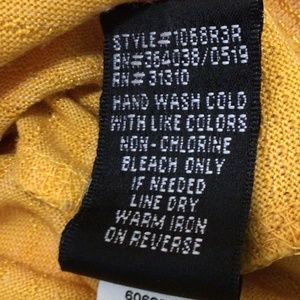 STYLE#1068R3R
BN#364038/0519
RN#31310
HAND WASH COLD
WITH LIKE COLORS
NON-CHLORINE
BLEACH ONLY
IF NEEDED
LINE DRY
WARM IRON
ON REVERSE